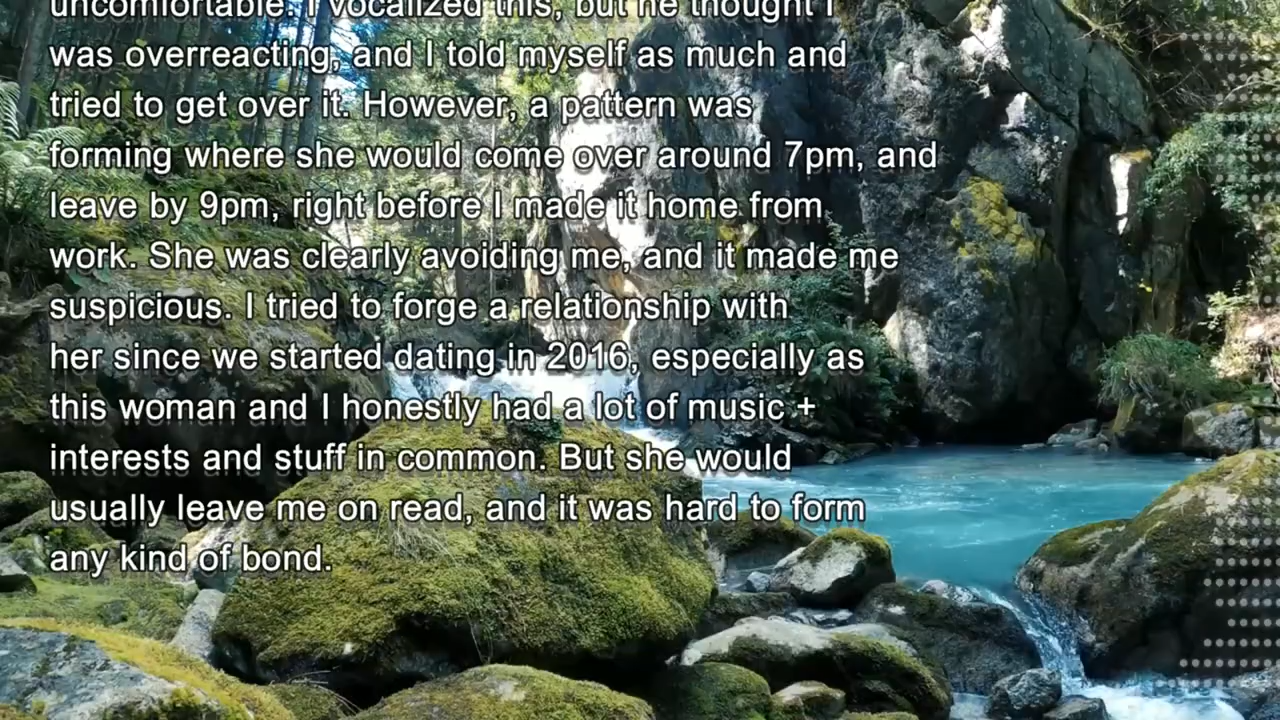 uncomfortable. I vocalized this, but he thought I
was overreacting, and I told myself as much and
tried to get over it. However, a pattern was
forming where she would come over around 7pm, and
leave by 9pm, right before I made it home from
work. She was clearly avoiding me, and it made me
suspicious. I tried to forge a relationship with
her since we started dating in 2016, especially as
this woman and I honestly had a lot of music +
interests and stuff in common. But she would
usually leave me on read, and it was hard to form
any kind of bond.